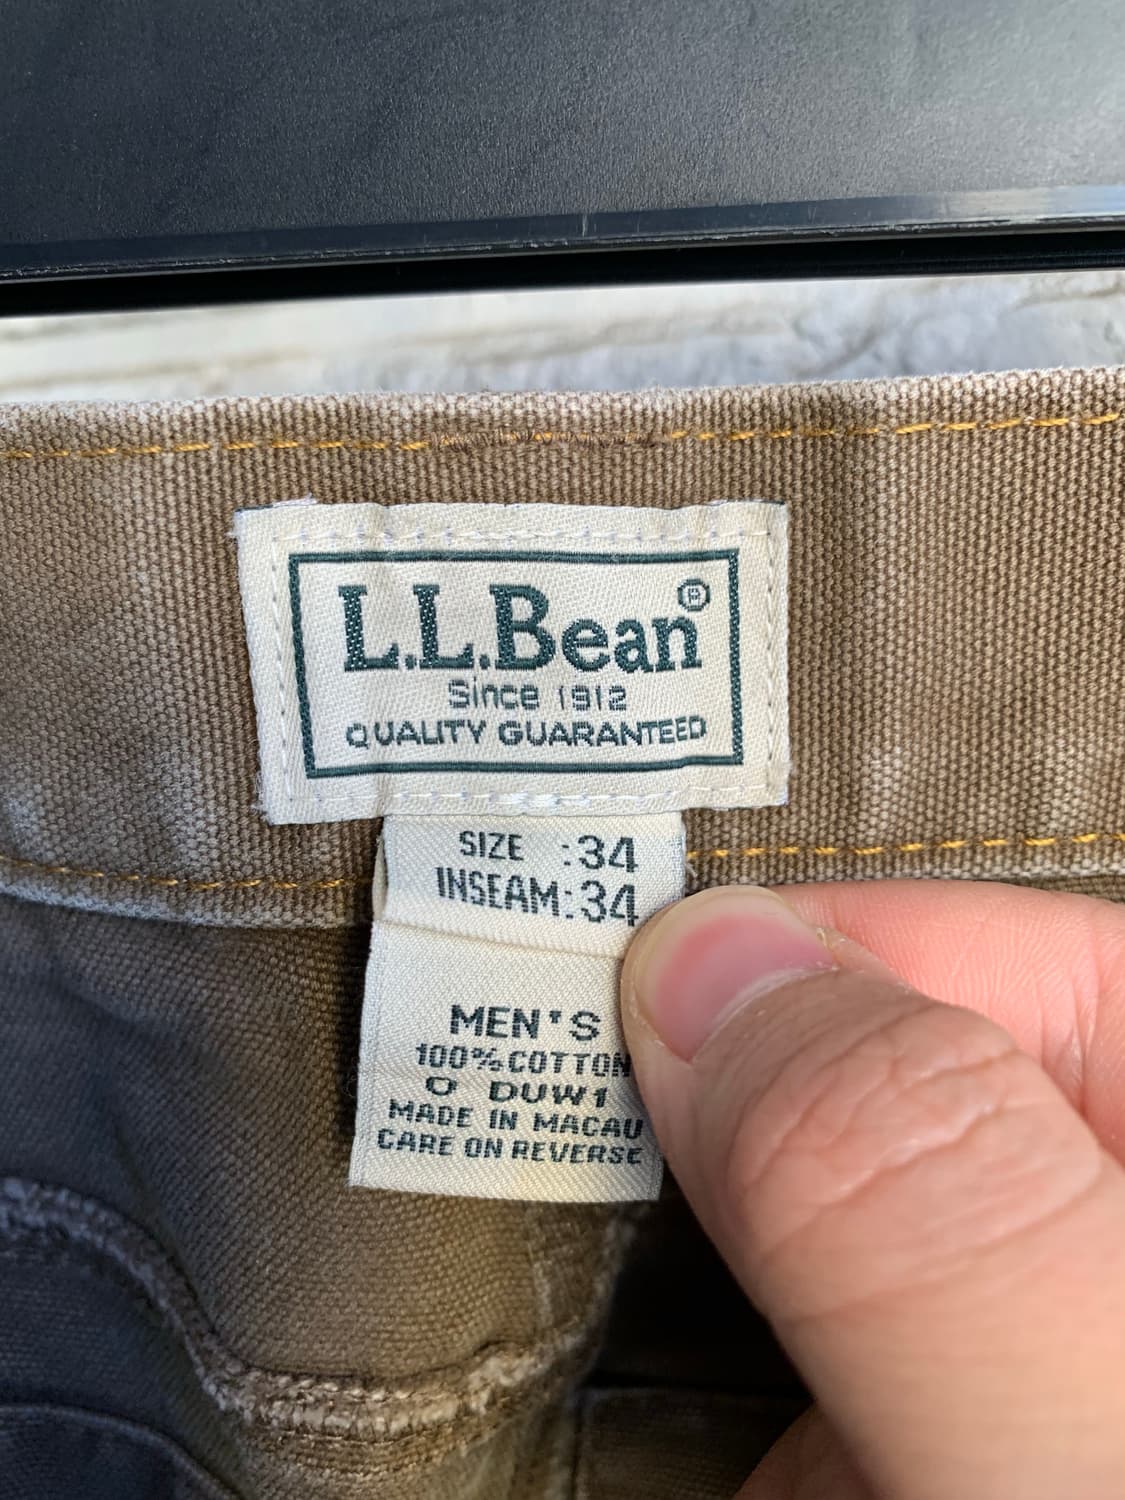 L.L.Bean®
Since 1912
QUALITY GUARANTEED
SIZE :34
INSEAM:34
MEN'S
100% COTTON
O DUW1
MADE IN MACAU
CARE ON REVERSE